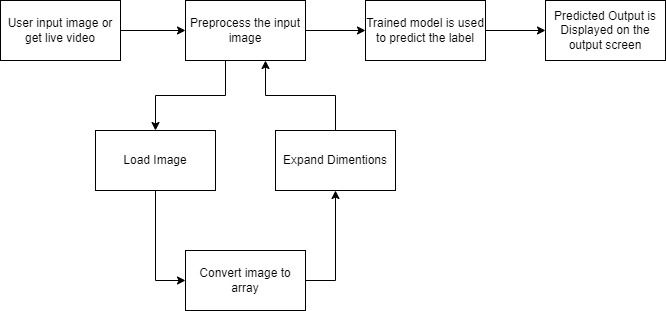 User input image or
get live video
Preprocess the input
image
Trained model is used
to predict the label
Predicted Output is
Displayed on the
output screen
Load Image
Expand Dimentions
Convert image to
array